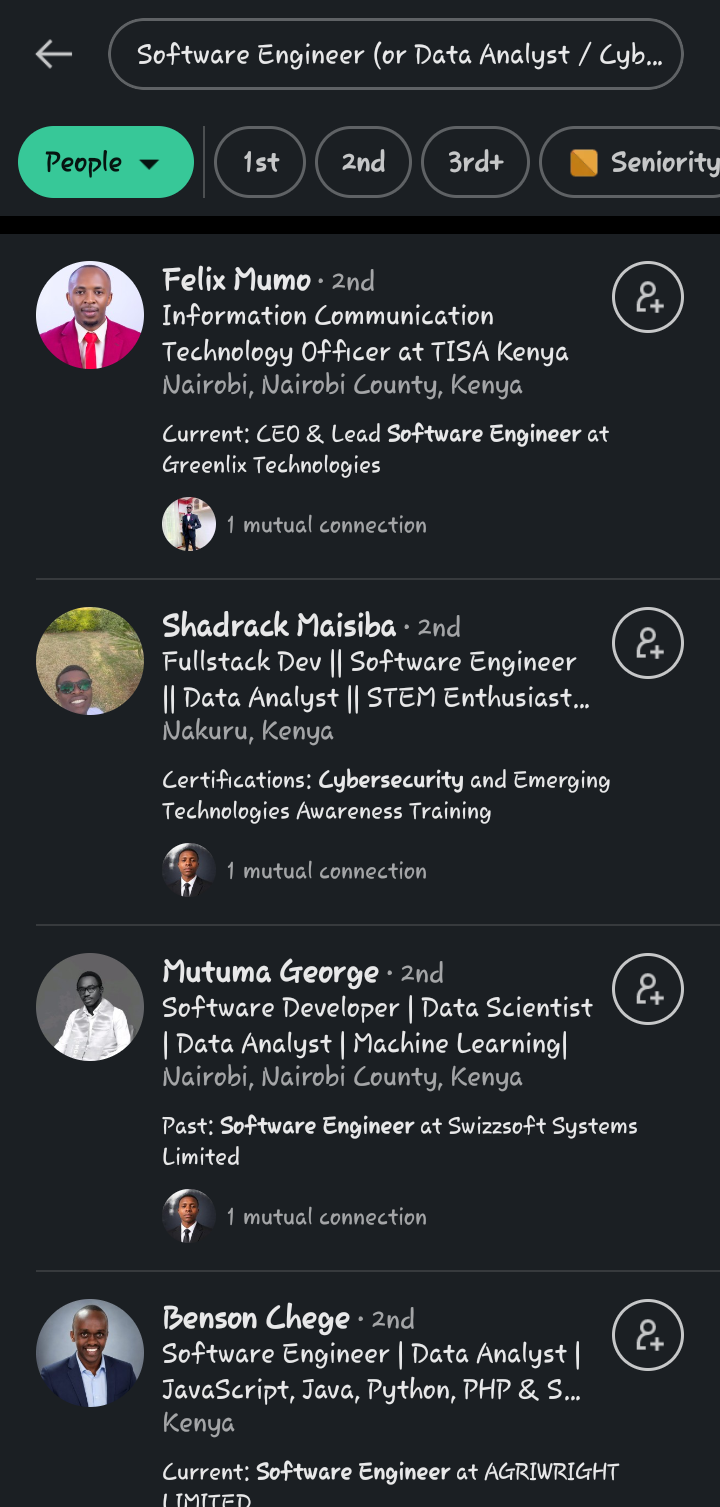 Software Engineer (or Data Analyst / Cyb...
People
1st
2nd
3rd+
Seniority
Felix Mumo · 2nd
Information Communication
Technology Officer at TISA Kenya
Nairobi, Nairobi County, Kenya
Current: CEO & Lead Software Engineer at
Greenlix Technologies
1 mutual connection
Shadrack Maisiba · 2nd
Fullstack Dev || Software Engineer
|| Data Analyst || STEM Enthusiast...
Nakuru, Kenya
Certifications: Cybersecurity and Emerging
Technologies Awareness Training
1 mutual connection
Mutuma George · 2nd
Software Developer | Data Scientist
| Data Analyst | Machine Learning|
Nairobi, Nairobi County, Kenya
Past: Software Engineer at Swizzsoft Systems
Limited
1 mutual connection
Benson Chege · 2nd
Software Engineer | Data Analyst |
JavaScript, Java, Python, PHP & S...
Kenya
Current: Software Engineer at AGRIWRIGHT
LIMITED